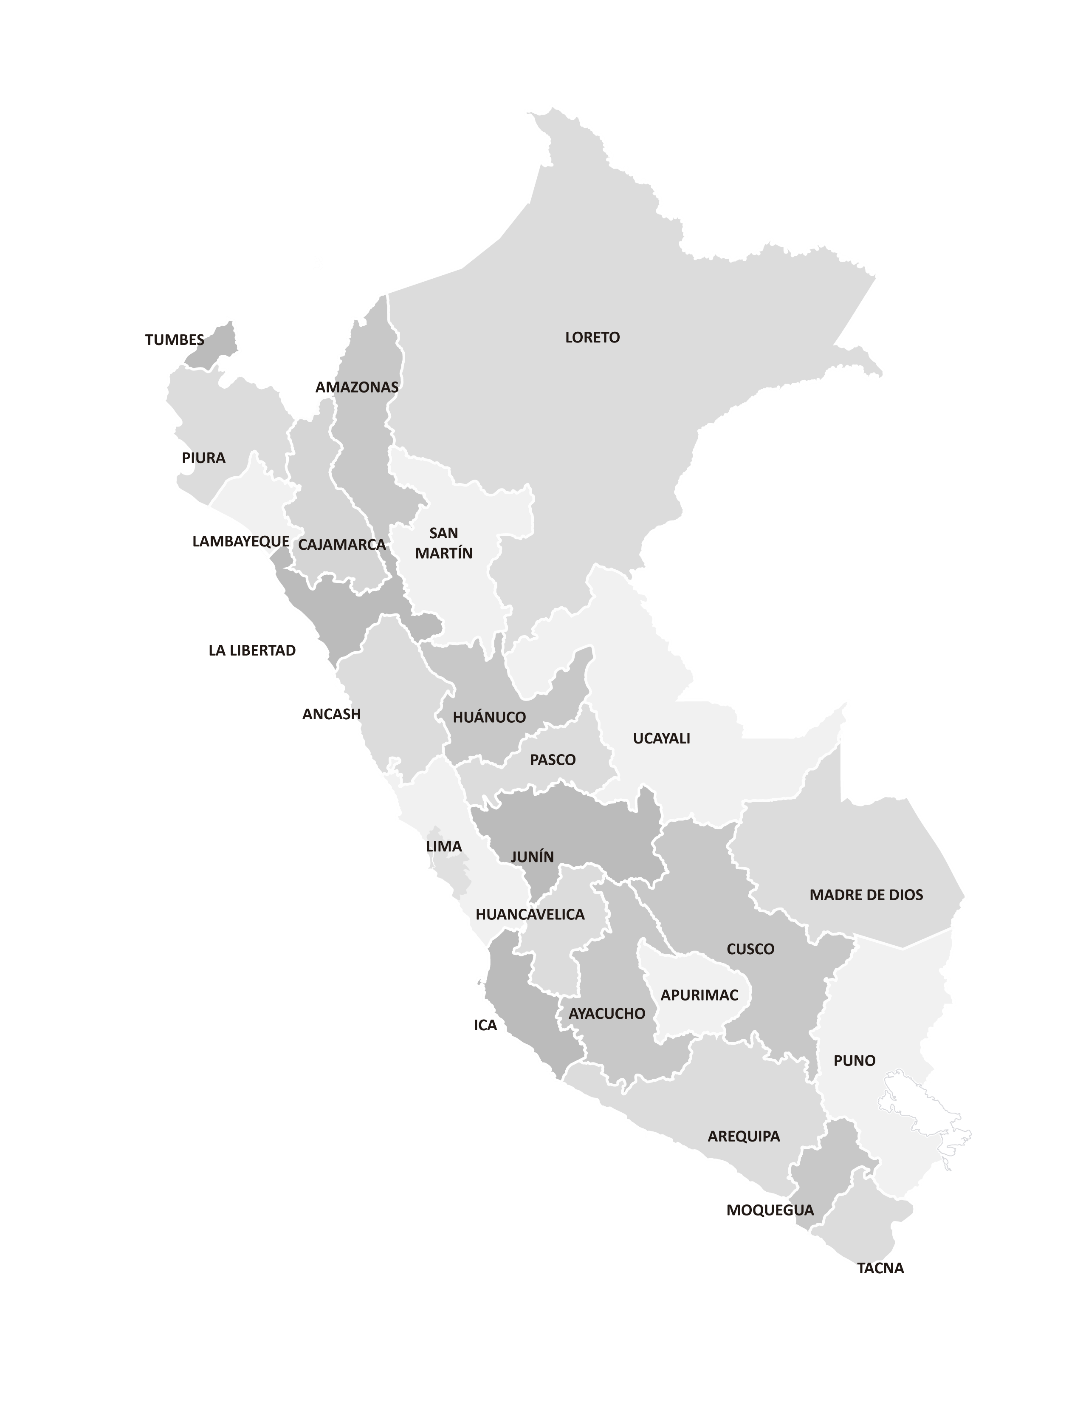 LORETO
TUMBES
AMAZONAS
PIURA
SAN
MARTÍN
LAMBAYEQUE
CAJAMARCA
LA LIBERTAD
ANCASH
HUÁNUCO
UCAYALI
PASCO
LIMA
JUNÍN
MADRE DE DIOS
HUANCAVELICA
CUSCO
APURIMAC
AYACUCHO
ICA
PUNO
AREQUIPA
MOQUEGUA
TACNA